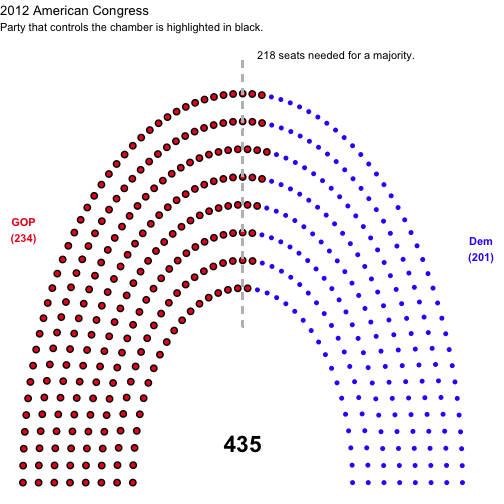 2012 American Congress
Party that controls the chamber is highlighted in black.
218 seats needed for a majority.
GOP
(234)
Dem
(201)
435